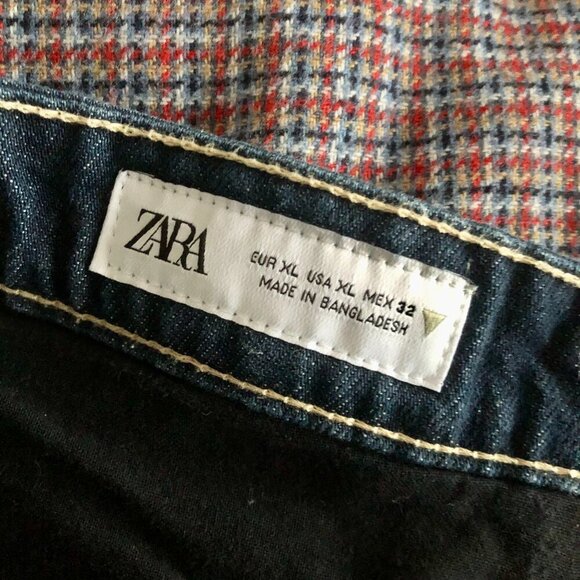 ZARA
EUR XL USA XL MEX 32
MADE IN BANGLADESH